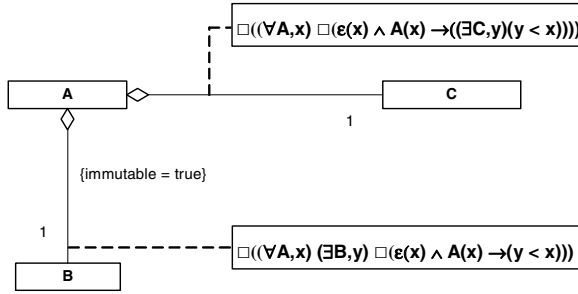 □((∀A,x) □(ε(x) ∧ A(x) →((∃C,y)(y < x))))
A
C
1
{immutable = true}
1
□((∀A,x) (∃B,y) □(ε(x) ∧ A(x) →(y < x)))
B